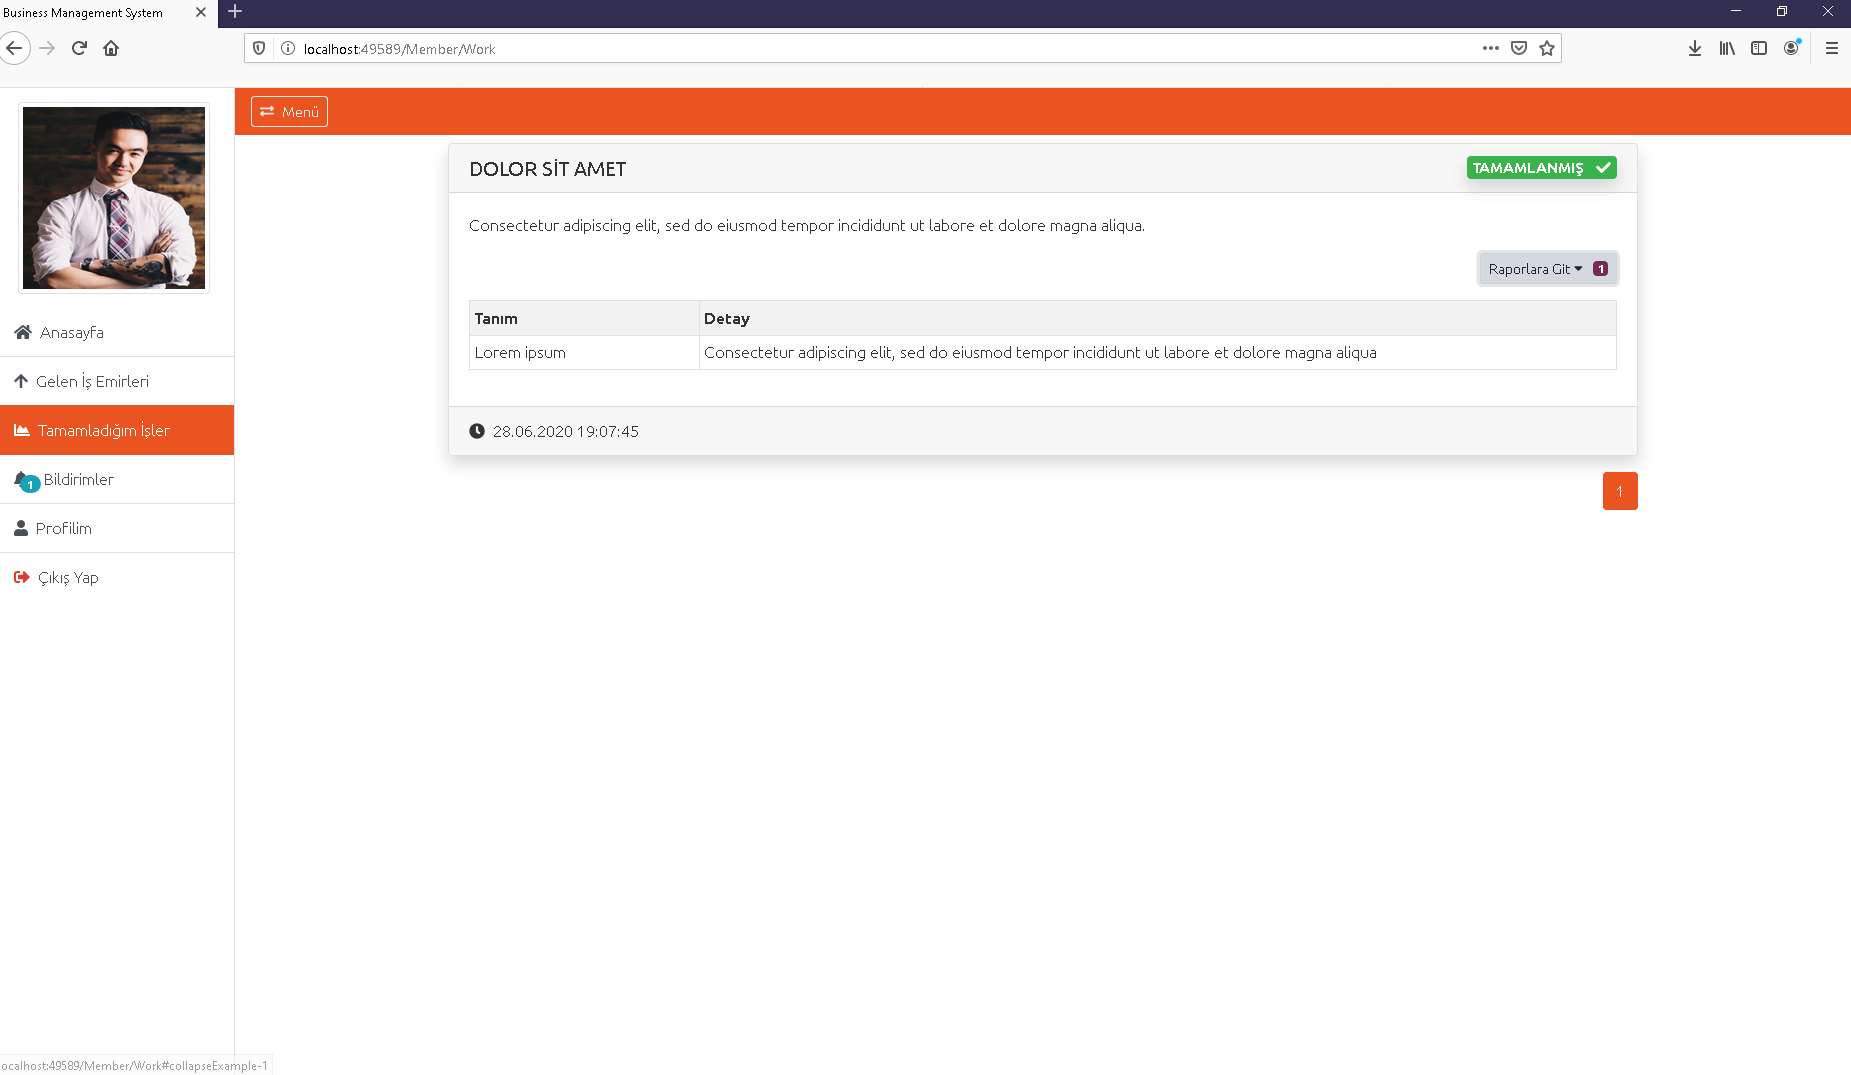 Business Management System
localhost:49589/Member/Work
Menü
DOLOR SİT AMET
TAMAMLANMIŞ
Consectetur adipiscing elit, sed do eiusmod tempor incididunt ut labore et dolore magna aliqua.
Raporlara Git 1
Tanım Detay
Lorem ipsum Consectetur adipiscing elit, sed do eiusmod tempor incididunt ut labore et dolore magna aliqua
28.06.2020 19:07:45
1
Anasayfa
Gelen İş Emirleri
Tamamladığım İşler
1 Bildirimler
Profilim
Çıkış Yap
ocalhost:49589/Member/Work#collapseExample-1